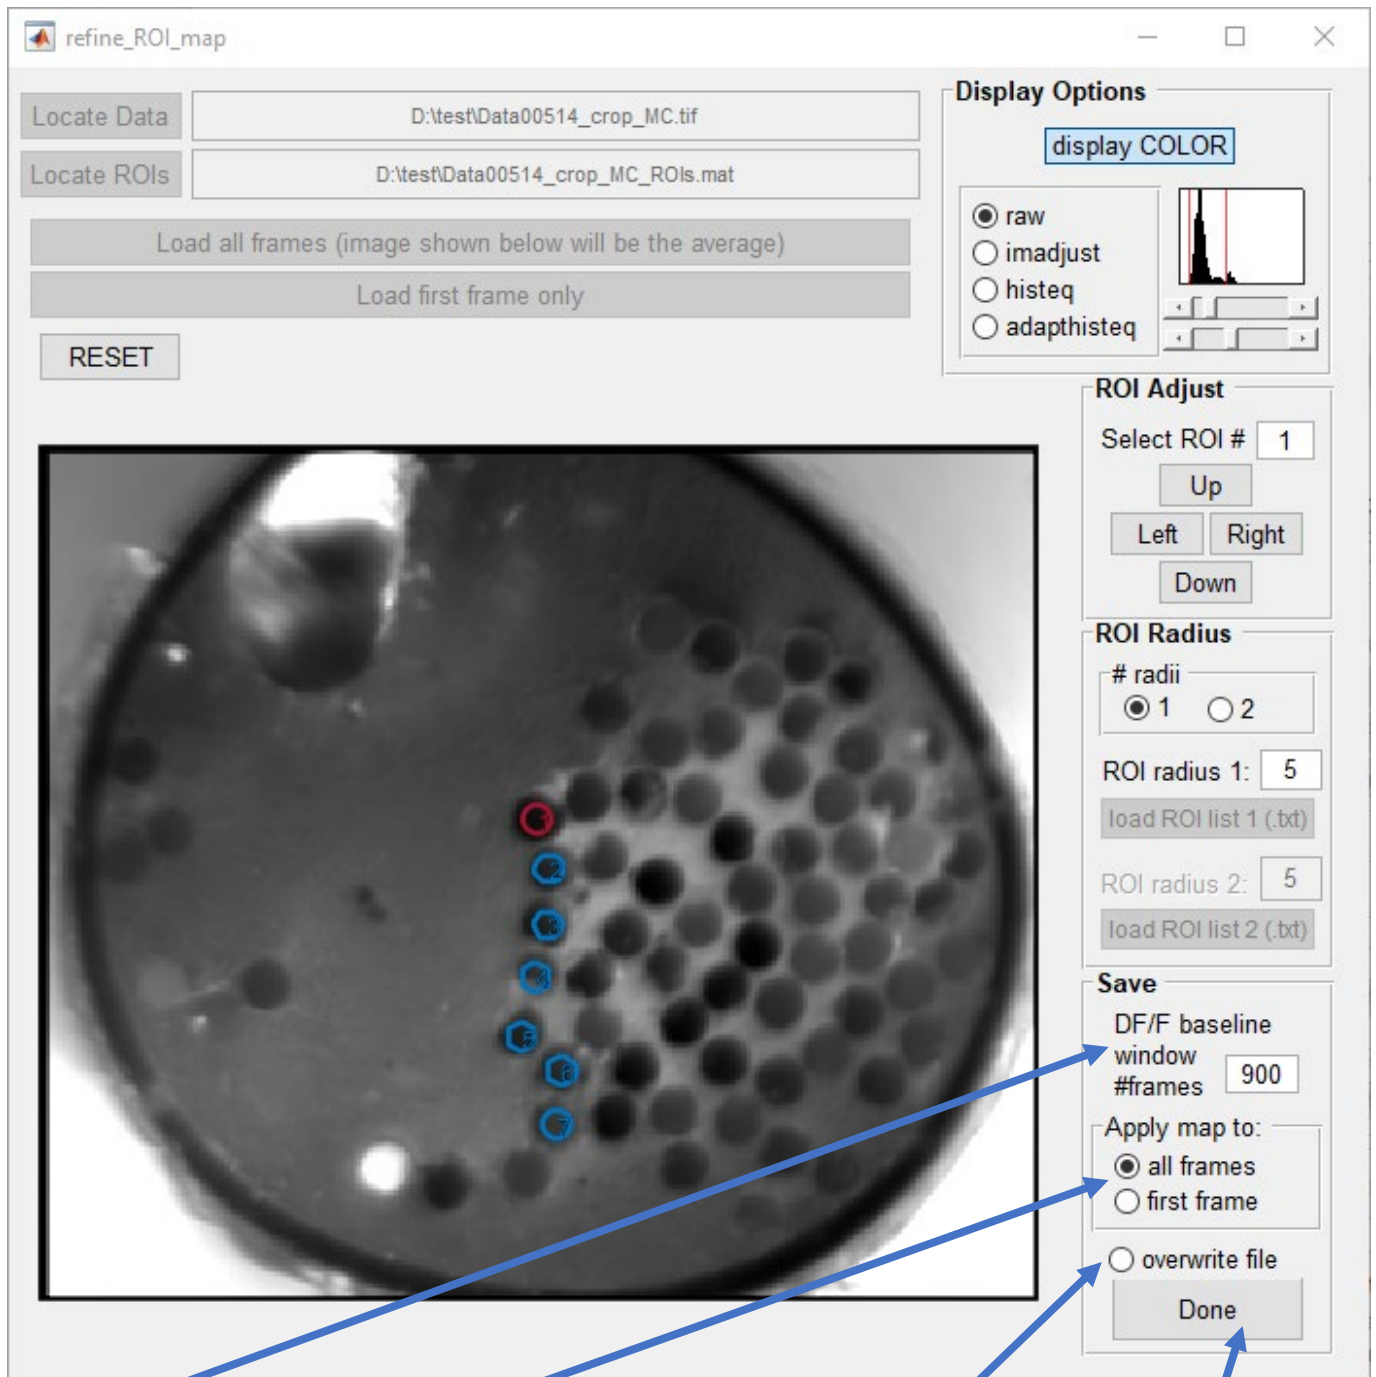 refine_ROI_map
Locate Data
D:\test\Data00514_crop_MC.tif
Locate ROIs
D:\test\Data00514_crop_MC_ROIs.mat
Load all frames (image shown below will be the average)
Load first frame only
RESET
Display Options
display COLOR
raw
imadjust
histeq
adapthisteq
ROI Adjust
Select ROI # 1
Up
Left Right
Down
ROI Radius
# radii
1 2
ROI radius 1: 5
load ROI list 1 (.txt)
ROI radius 2: 5
load ROI list 2 (.txt)
1
2
3
4
5
6
7
Save
DF/F baseline
window
#frames 900
Apply map to:
all frames
first frame
overwrite file
Done